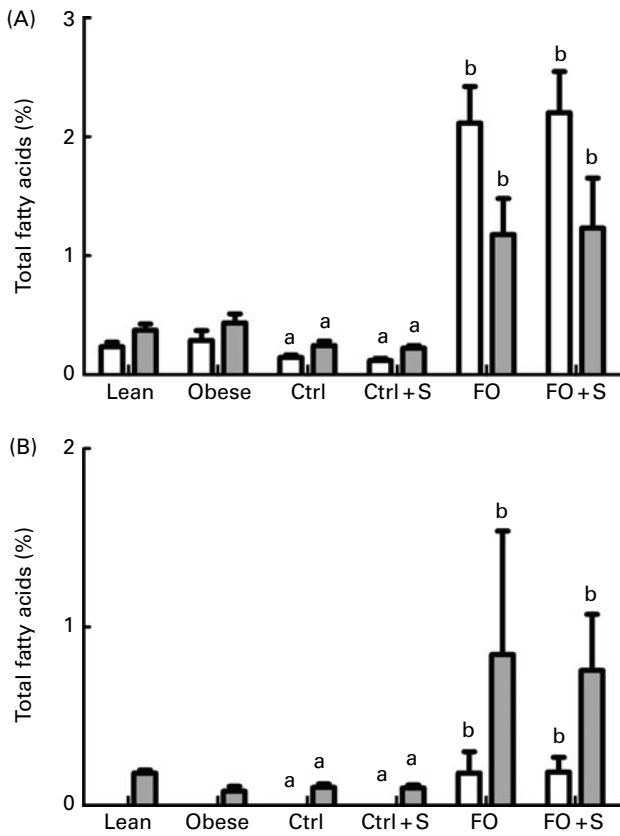 (A)
Total fatty acids (%)
3
2
1
0
b
b
b
b
a
a
a
a
Lean Obese Ctrl Ctrl + S FO FO + S
(B)
Total fatty acids (%)
2
1
0
b
b
b
b
a
a
a
a
Lean Obese Ctrl Ctrl + S FO FO + S